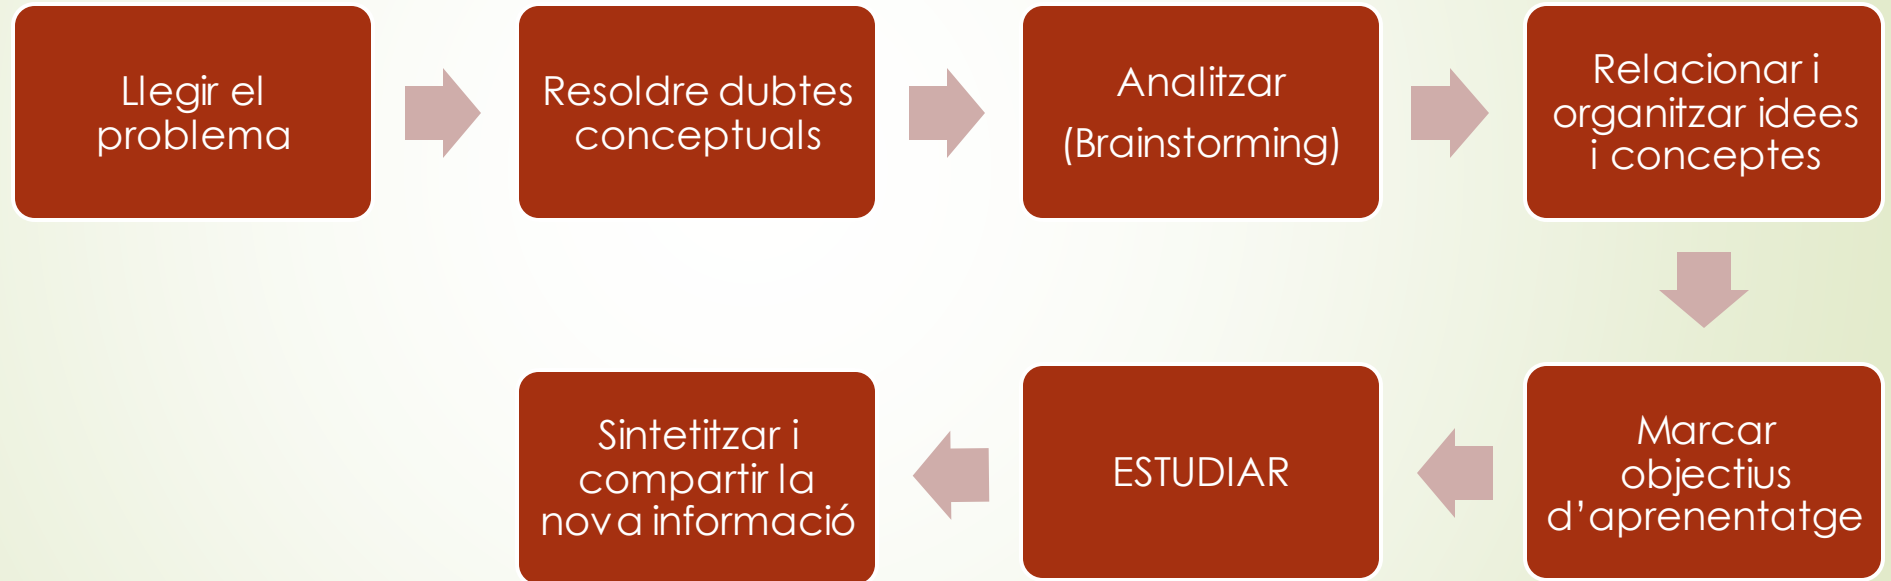 Llegir el
problema
Resoldre dubtes
conceptuals
Analitzar
(Brainstorming)
Relacionar i
organitzar idees
i conceptes
Marcar
objectius
d’aprenentatge
ESTUDIAR
Sintetitzar i
compartir la
nova informació